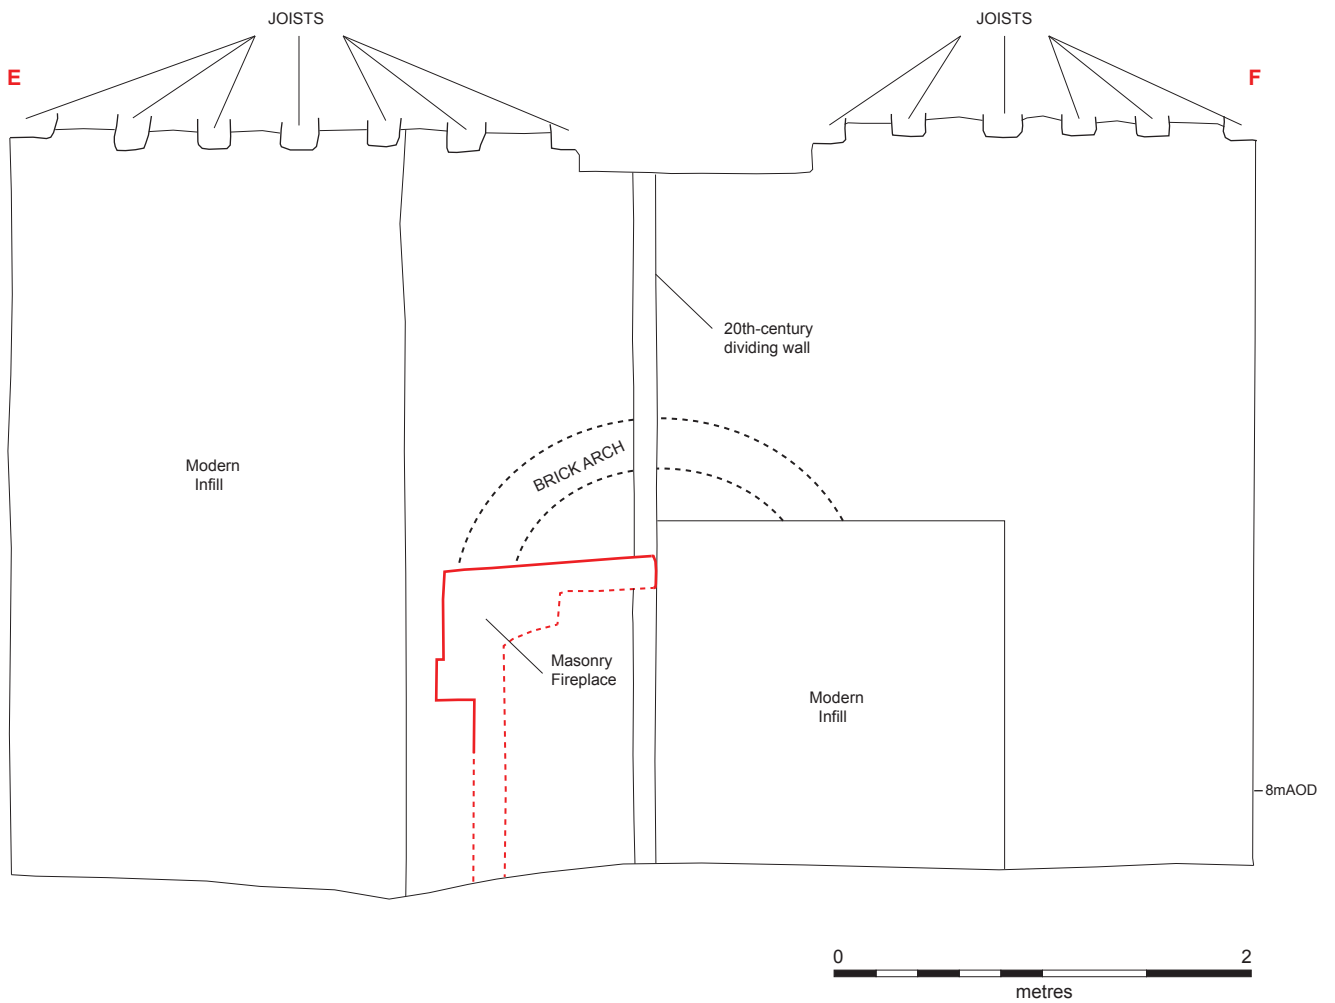 JOISTS
JOISTS
E
F
20th-century
dividing wall
BRICK ARCH
Modern
Infill
Masonry
Fireplace
Modern
Infill
8mAOD
0
2
metres